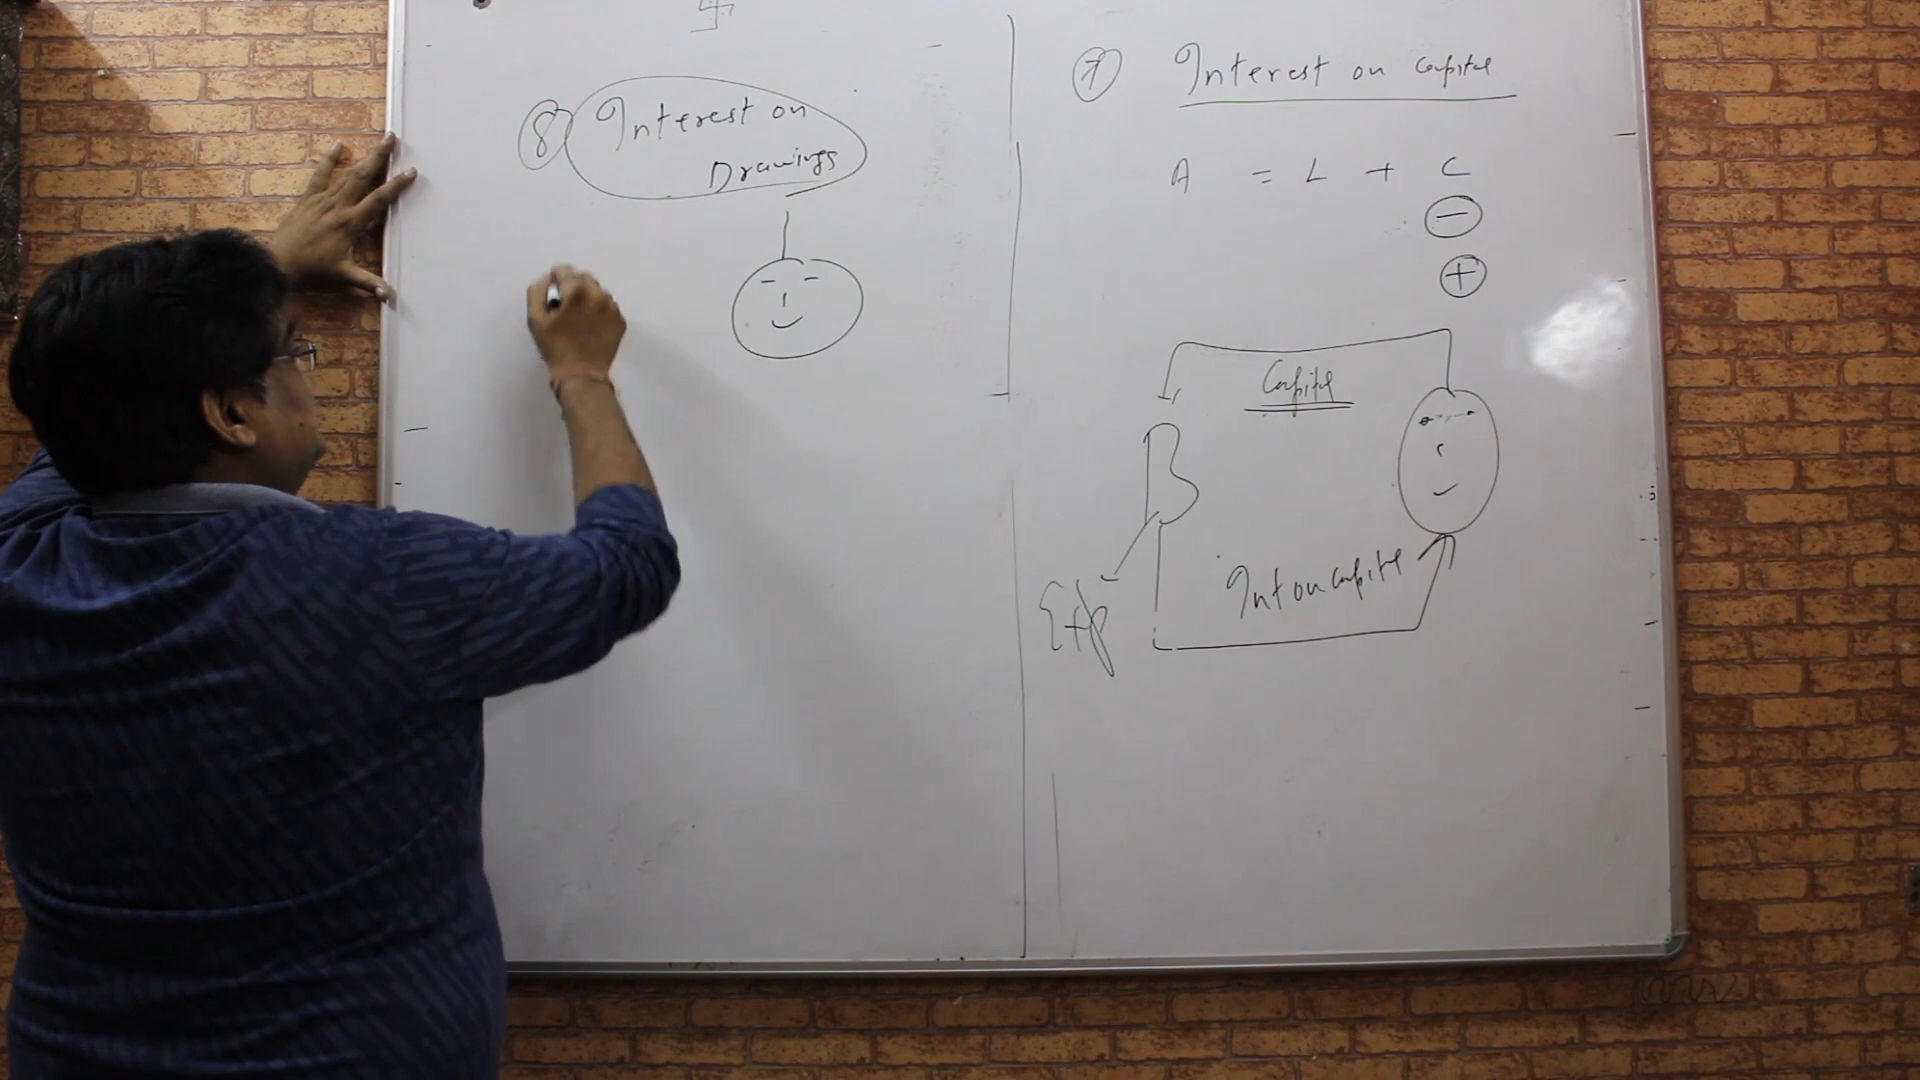 8 Interest on
Drawings
7 Interest on Capital
A = L + C
−
+
Capital
B
Int on capital
Exp